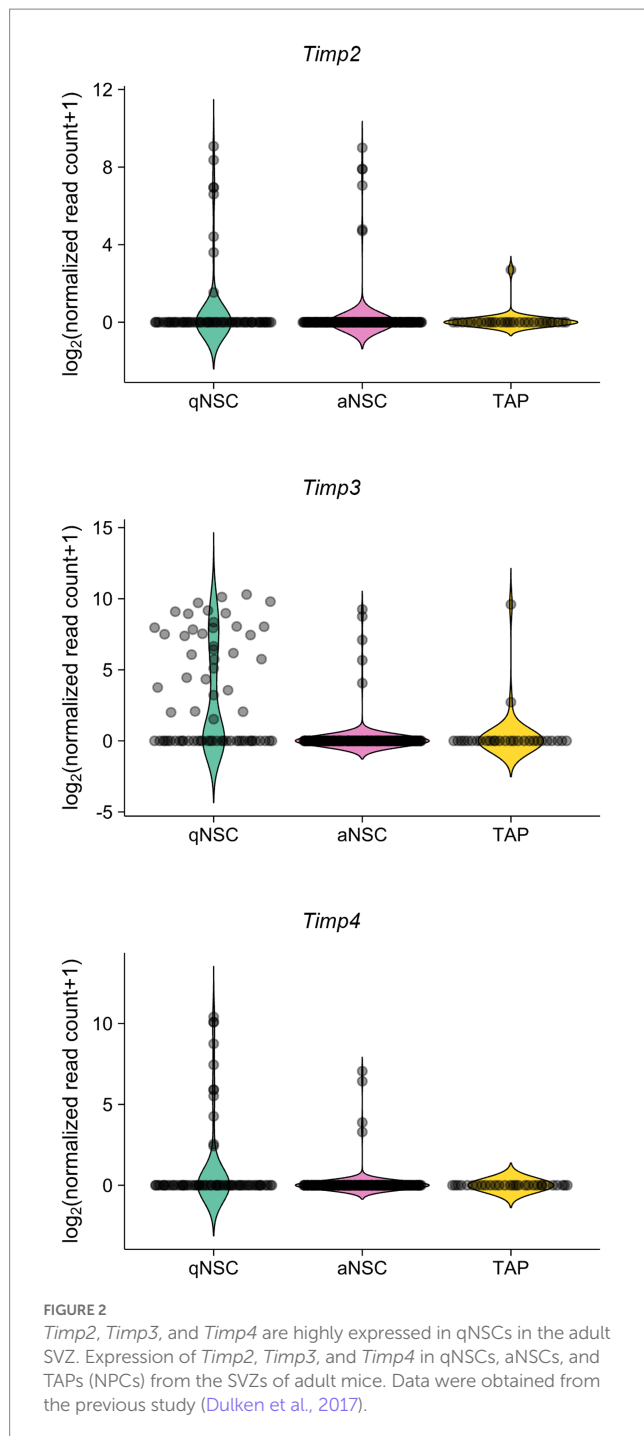 Timp2
log₂(normalized read count+1)
12
8
4
0
qNSC aNSC TAP
Timp3
log₂(normalized read count+1)
15
10
5
0
-5
qNSC aNSC TAP
Timp4
log₂(normalized read count+1)
10
5
0
qNSC aNSC TAP
FIGURE 2
Timp2, Timp3, and Timp4 are highly expressed in qNSCs in the adult
SVZ. Expression of Timp2, Timp3, and Timp4 in qNSCs, aNSCs, and
TAPs (NPCs) from the SVZs of adult mice. Data were obtained from
the previous study (Dulken et al., 2017).